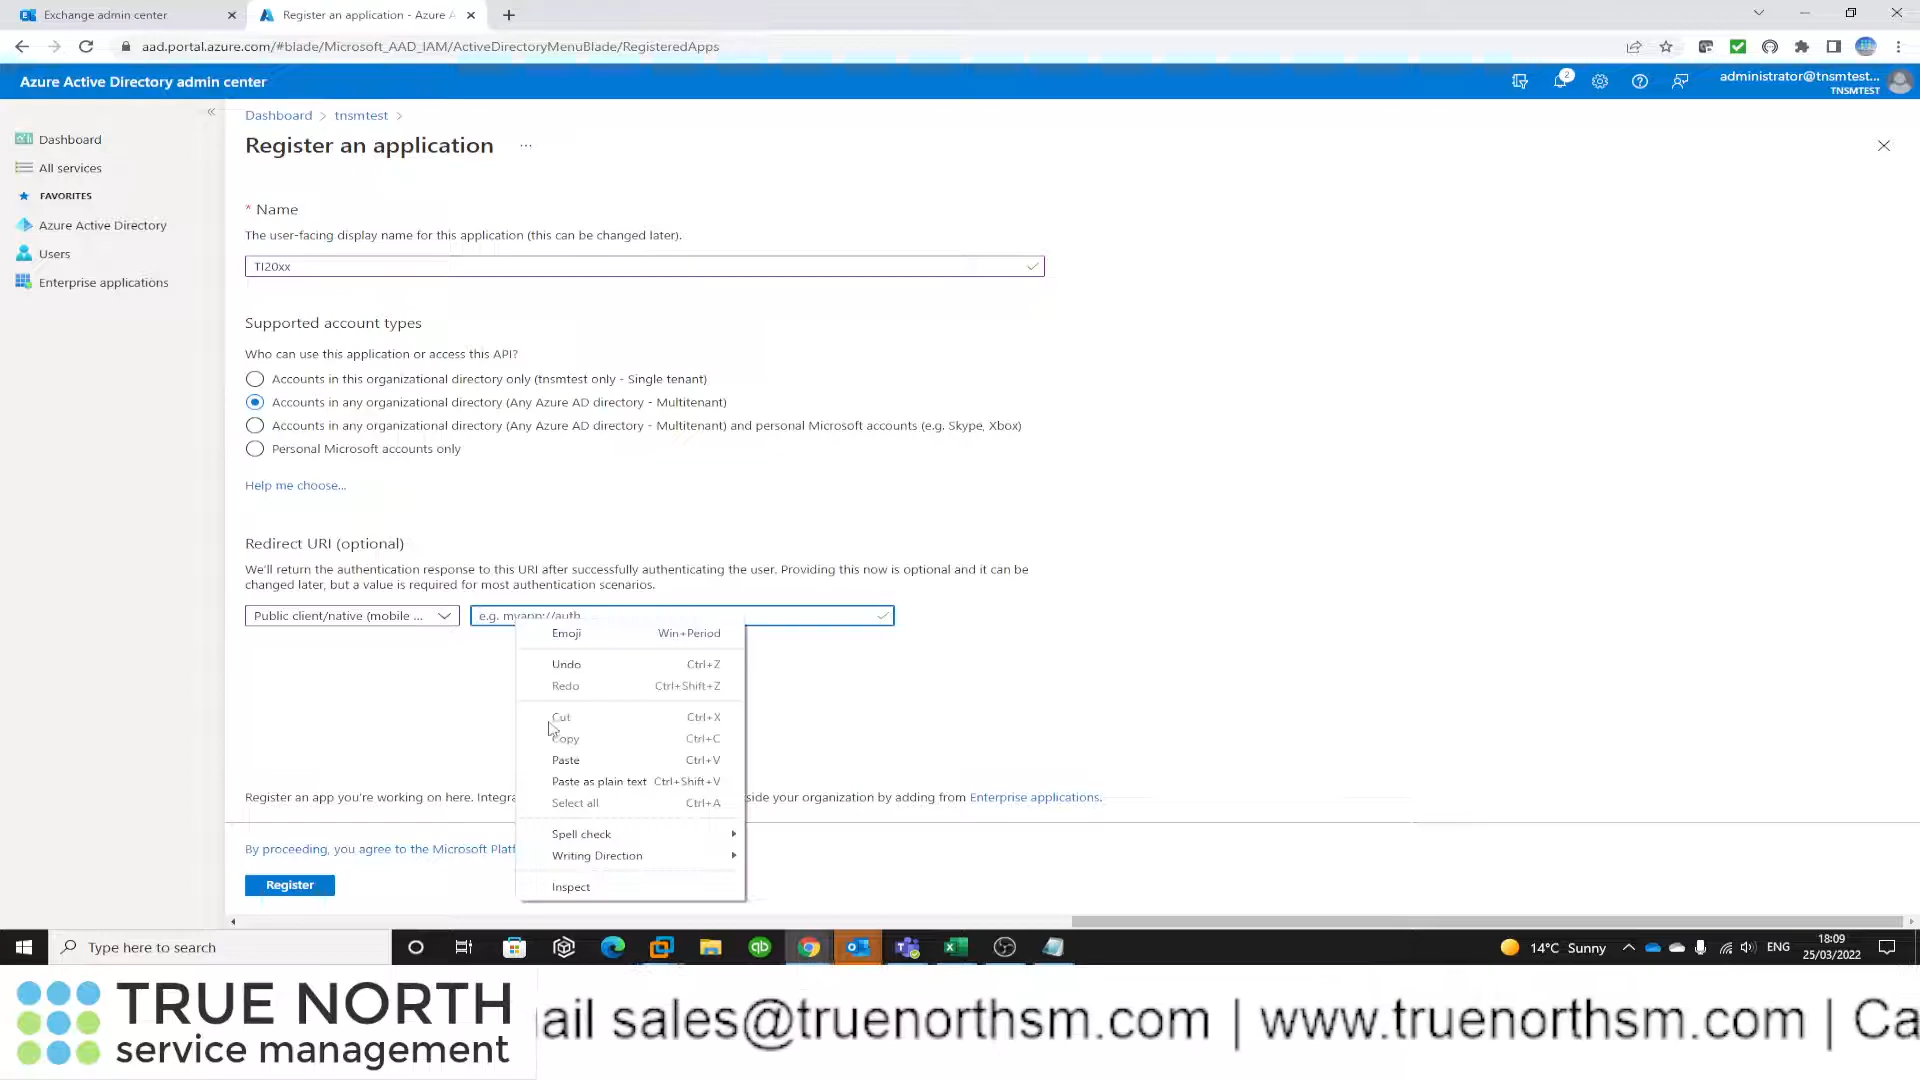 Exchange admin center
Register an application - Azure A
aad.portal.azure.com/#blade/Microsoft_AAD_IAM/ActiveDirectoryMenuBlade/RegisteredApps
Azure Active Directory admin center
2
administrator@tnsmtest...
TNSMTEST
Dashboard
All services
FAVORITES
Azure Active Directory
Users
Enterprise applications
Dashboard > tnsmtest >
Register an application ...
* Name
The user-facing display name for this application (this can be changed later).
TI20xx
Supported account types
Who can use this application or access this API?
Accounts in this organizational directory only (tnsmtest only - Single tenant)
Accounts in any organizational directory (Any Azure AD directory - Multitenant)
Accounts in any organizational directory (Any Azure AD directory - Multitenant) and personal Microsoft accounts (e.g. Skype, Xbox)
Personal Microsoft accounts only
Help me choose...
Redirect URI (optional)
We'll return the authentication response to this URI after successfully authenticating the user. Providing this now is optional and it can be
changed later, but a value is required for most authentication scenarios.
Public client/native (mobile ...
e.g. myapp://auth
Emoji Win+Period
Undo Ctrl+Z
Redo Ctrl+Shift+Z
Cut Ctrl+X
Copy Ctrl+C
Paste Ctrl+V
Paste as plain text Ctrl+Shift+V
Select all Ctrl+A
Spell check
Writing Direction
Inspect
Register an app you're working on here. Integra
side your organization by adding from Enterprise applications.
By proceeding, you agree to the Microsoft Platf
Register
Type here to search
qb
14°C Sunny
ENG
18:09
25/03/2022
TRUE NORTH
service management
ail sales@truenorthsm.com | www.truenorthsm.com | Ca